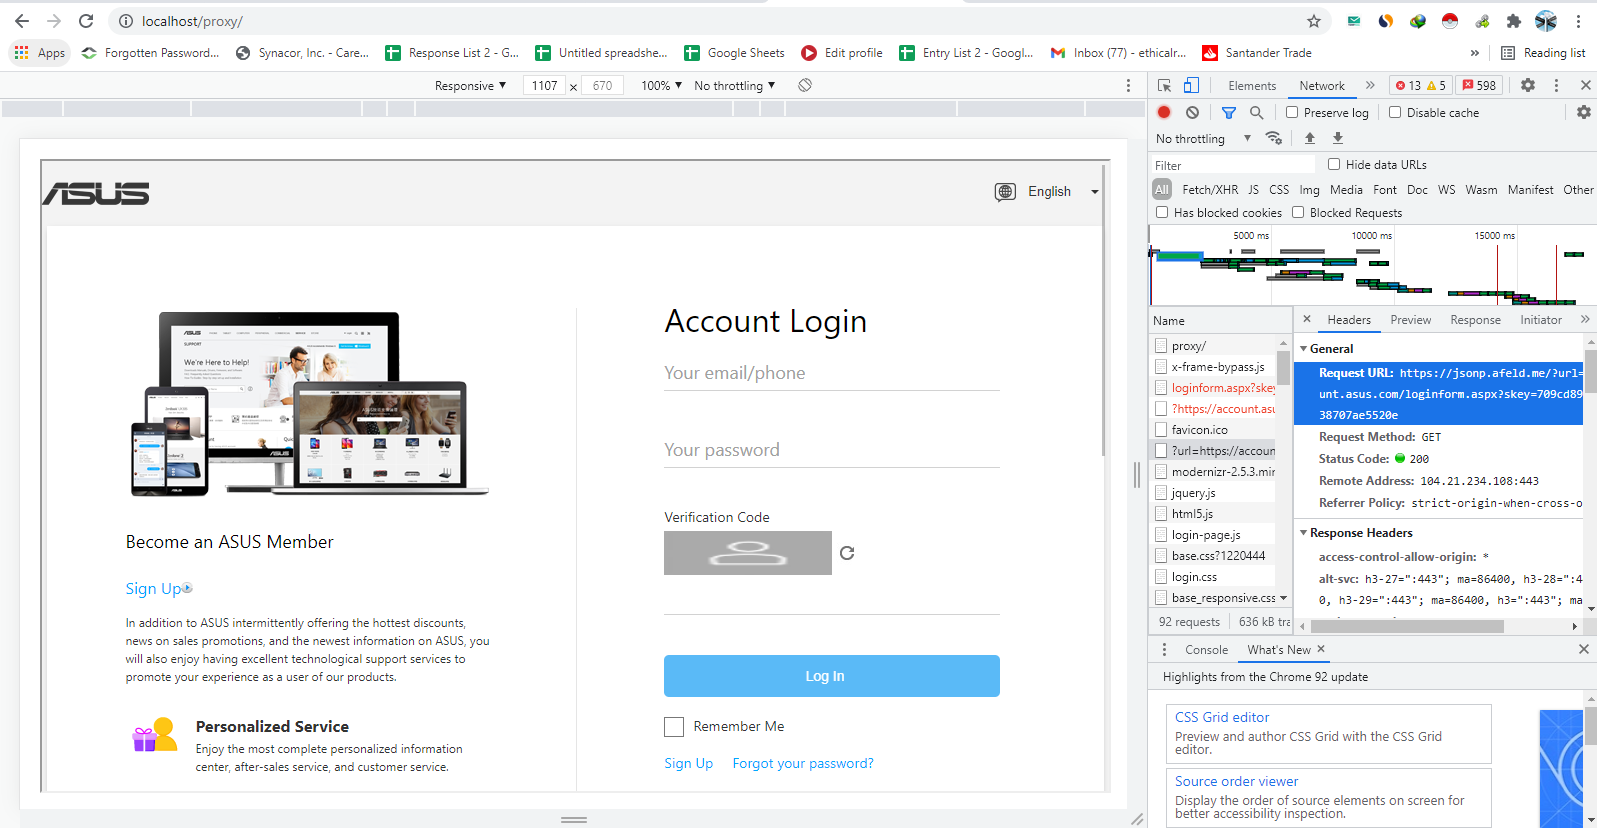 localhost/proxy/
Apps
Forgotten Password...
Synacor, Inc. - Care...
Response List 2 - G...
Untitled spreadshe...
Google Sheets
Edit profile
Entry List 2 - Googl...
Inbox (77) - ethicalr...
Santander Trade
»
Reading list
Responsive ▼
1107 × 670
100% ▼
No throttling ▼
Elements
Network
»
13
5
598
Preserve log
Disable cache
No throttling ▼
Filter
Hide data URLs
All Fetch/XHR JS CSS Img Media Font Doc WS Wasm Manifest Other
Has blocked cookies
Blocked Requests
5000 ms
10000 ms
15000 ms
Name
proxy/
x-frame-bypass.js
loginform.aspx?skey
?https://account.asu
favicon.ico
?url=https://accoun
modernizr-2.5.3.min
jquery.js
html5.js
login-page.js
base.css?1220444
login.css
base_responsive.css
92 requests
636 kB tra
× Headers Preview Response Initiator »
General
Request URL: https://jsonp.afeld.me/?url=
unt.asus.com/loginform.aspx?skey=709cd89
38707ae5520e
Request Method: GET
Status Code: 200
Remote Address: 104.21.234.108:443
Referrer Policy: strict-origin-when-cross-o
Response Headers
access-control-allow-origin: *
alt-svc: h3-27=":443"; ma=86400, h3-28=":4
0, h3-29=":443"; ma=86400, h3=":443"; ma
Console
What's New ×
Highlights from the Chrome 92 update
CSS Grid editor
Preview and author CSS Grid with the CSS Grid
editor.
Source order viewer
Display the order of source elements on screen for
better accessibility inspection.
ASUS
English
We're Here to Help!
SUPPORT
Become an ASUS Member
Sign Up
In addition to ASUS intermittently offering the hottest discounts,
news on sales promotions, and the newest information on ASUS, you
will also enjoy having excellent technological support services to
promote your experience as a user of our products.
Personalized Service
Enjoy the most complete personalized information
center, after-sales service, and customer service.
Account Login
Your email/phone
Your password
Verification Code
Log In
Remember Me
Sign Up
Forgot your password?